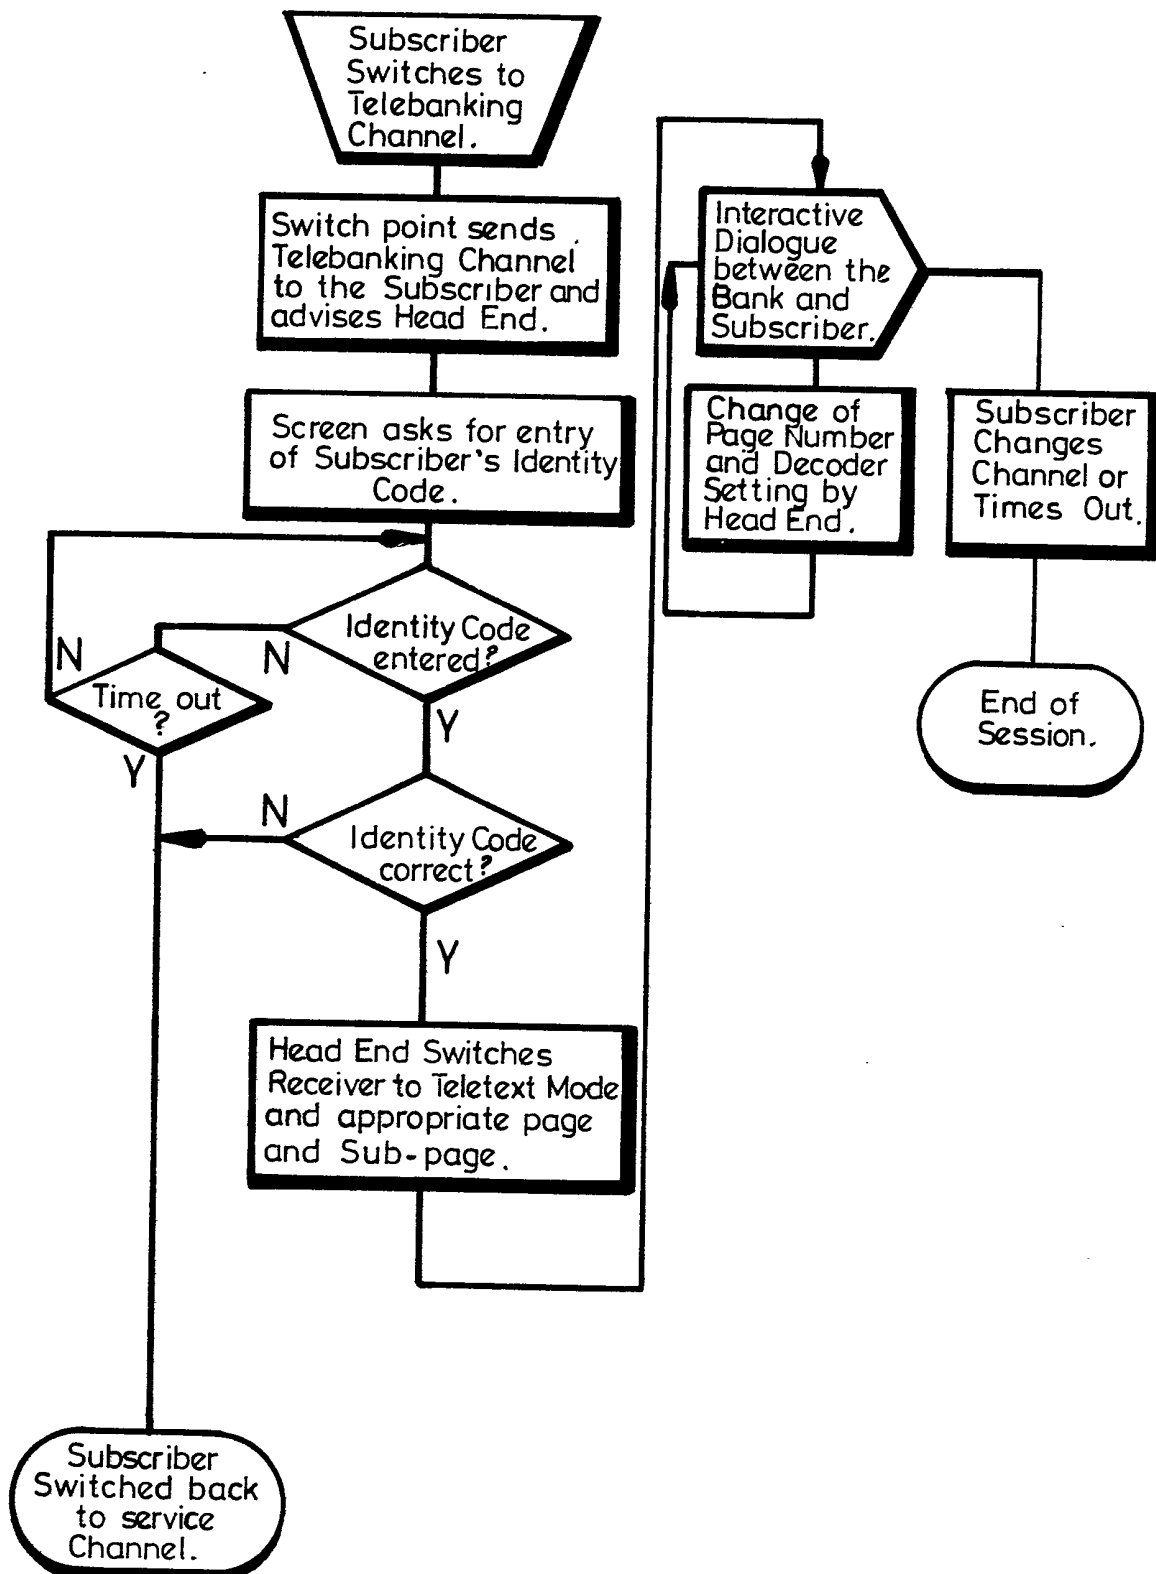 Subscriber
Switches to
Telebanking
Channel.
Switch point sends
Telebanking Channel
to the Subscriber and
advises Head End.
Screen asks for entry
of Subscriber's Identity
Code.
Identity Code
entered?
N
Y
N
Time out
?
Y
Identity Code
correct?
N
Y
Head End Switches
Receiver to Teletext Mode
and appropriate page
and Sub-page.
Subscriber
Switched back
to service
Channel.
Interactive
Dialogue
between the
Bank and
Subscriber.
Change of
Page Number
and Decoder
Setting by
Head End.
Subscriber
Changes
Channel or
Times Out.
End of
Session.